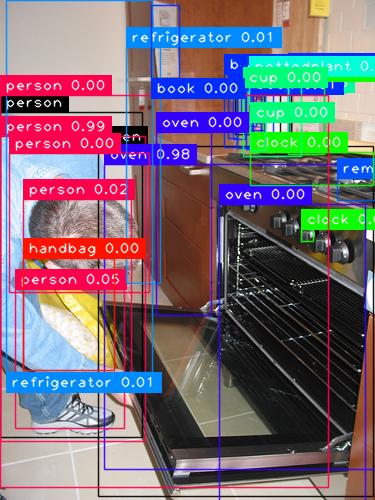 refrigerator 0.01
b
pottedplant 0.
cup 0.00
person 0.00
book 0.00
person
cup 0.00
person 0.99
oven 0.00
en
person 0.00
clock 0.00
oven 0.98
rem
person 0.02
oven 0.00
clock 0.0
handbag 0.00
person 0.05
refrigerator 0.01